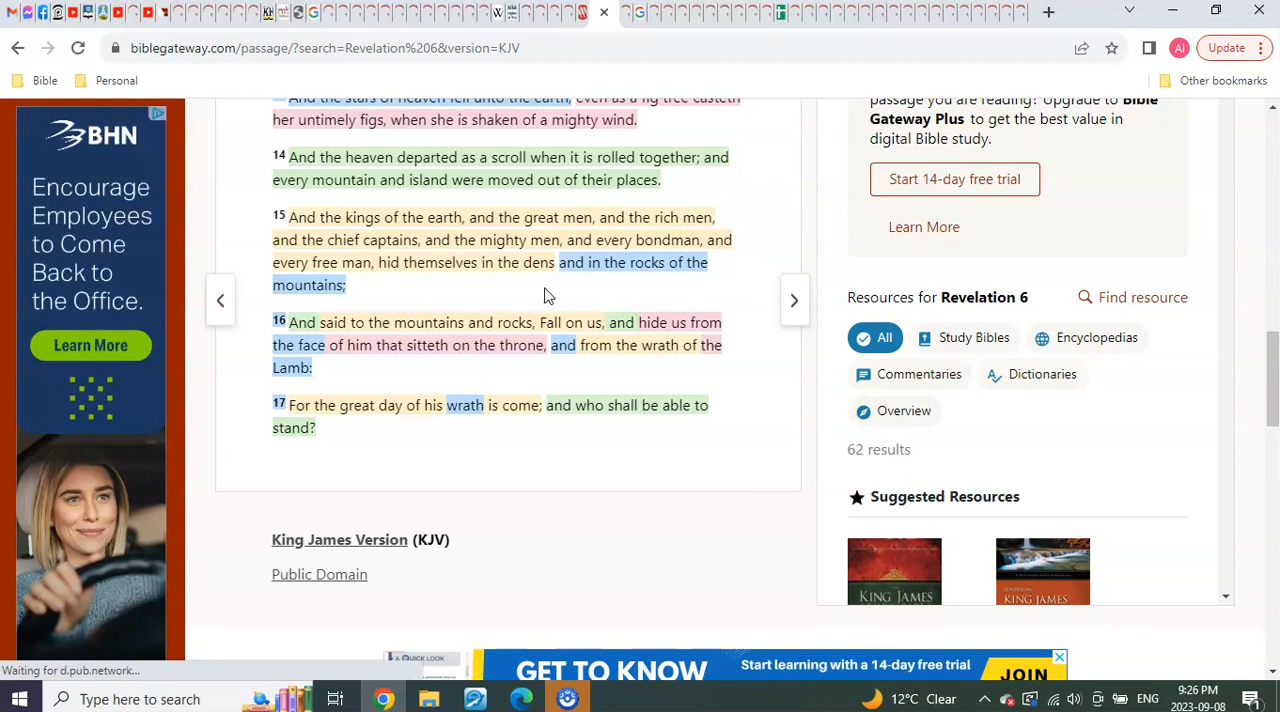 biblegateway.com/passage/?search=Revelation%206&version=KJV
AI
Update
Bible
Personal
Other bookmarks
BHN
Encourage
Employees
to Come
Back to
the Office.
Learn More
And the stars of heaven fell unto the earth, even as a fig tree casteth
her untimely figs, when she is shaken of a mighty wind.
14 And the heaven departed as a scroll when it is rolled together; and
every mountain and island were moved out of their places.
15 And the kings of the earth, and the great men, and the rich men,
and the chief captains, and the mighty men, and every bondman, and
every free man, hid themselves in the dens and in the rocks of the
mountains;
16 And said to the mountains and rocks, Fall on us, and hide us from
the face of him that sitteth on the throne, and from the wrath of the
Lamb:
17 For the great day of his wrath is come; and who shall be able to
stand?
King James Version (KJV)
Public Domain
passage you are reading? Upgrade to Bible
Gateway Plus to get the best value in
digital Bible study.
Start 14-day free trial
Learn More
Resources for Revelation 6
Find resource
All
Study Bibles
Encyclopedias
Commentaries
Dictionaries
Overview
62 results
Suggested Resources
KING JAMES
KING JAMES
A QUICK LOOK
GET TO KNOW
Start learning with a 14-day free trial
JOIN
Waiting for d.pub.network...
Type here to search
12°C Clear
ENG
9:26 PM
2023-09-08
1